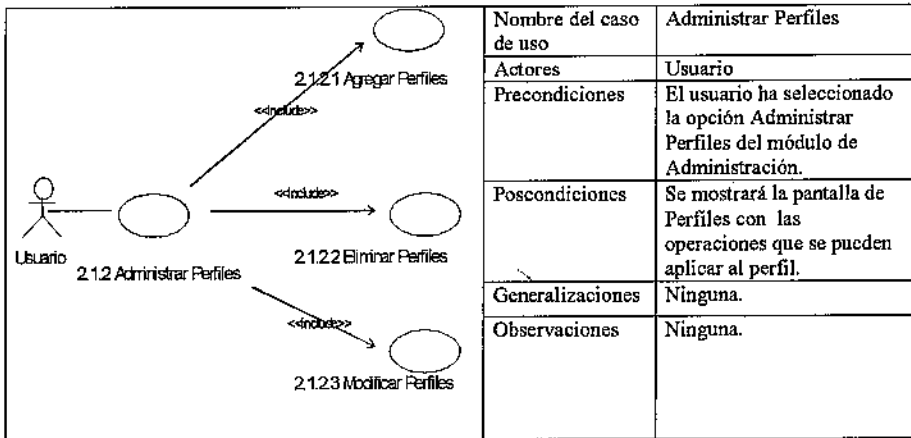 2.1.2.1 Agregar Perfiles
<<include>>
<<include>>
Usuario
2.1.2 Administrar Perfiles
2.1.2.2 Eliminar Perfiles
<<include>>
2.1.2.3 Modificar Perfiles
Nombre del caso
de uso
Administrar Perfiles
Actores
Usuario
Precondiciones
El usuario ha seleccionado
la opción Administrar
Perfiles del módulo de
Administración.
Poscondiciones
Se mostrará la pantalla de
Perfiles con las
operaciones que se pueden
aplicar al perfil.
Generalizaciones
Ninguna.
Observaciones
Ninguna.